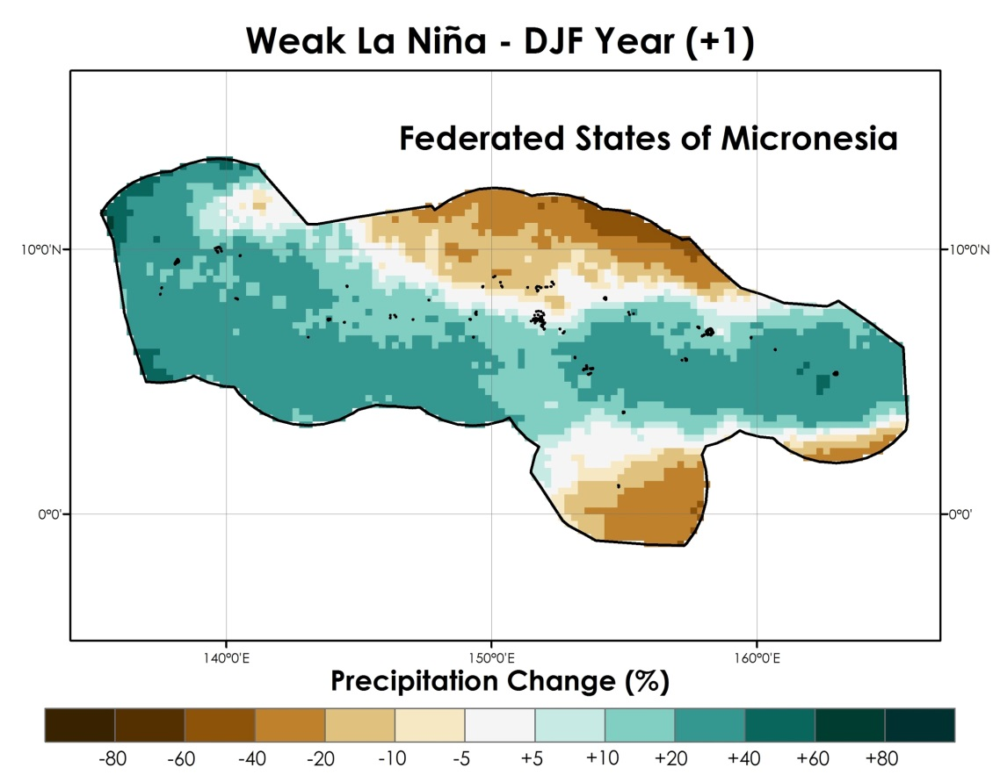 Weak La Niña - DJF Year (+1)
Federated States of Micronesia
10°0'N 10°0'N
0°0' 0°0'
140°0'E 150°0'E 160°0'E
Precipitation Change (%)
-80 -60 -40 -20 -10 -5 +5 +10 +20 +40 +60 +80